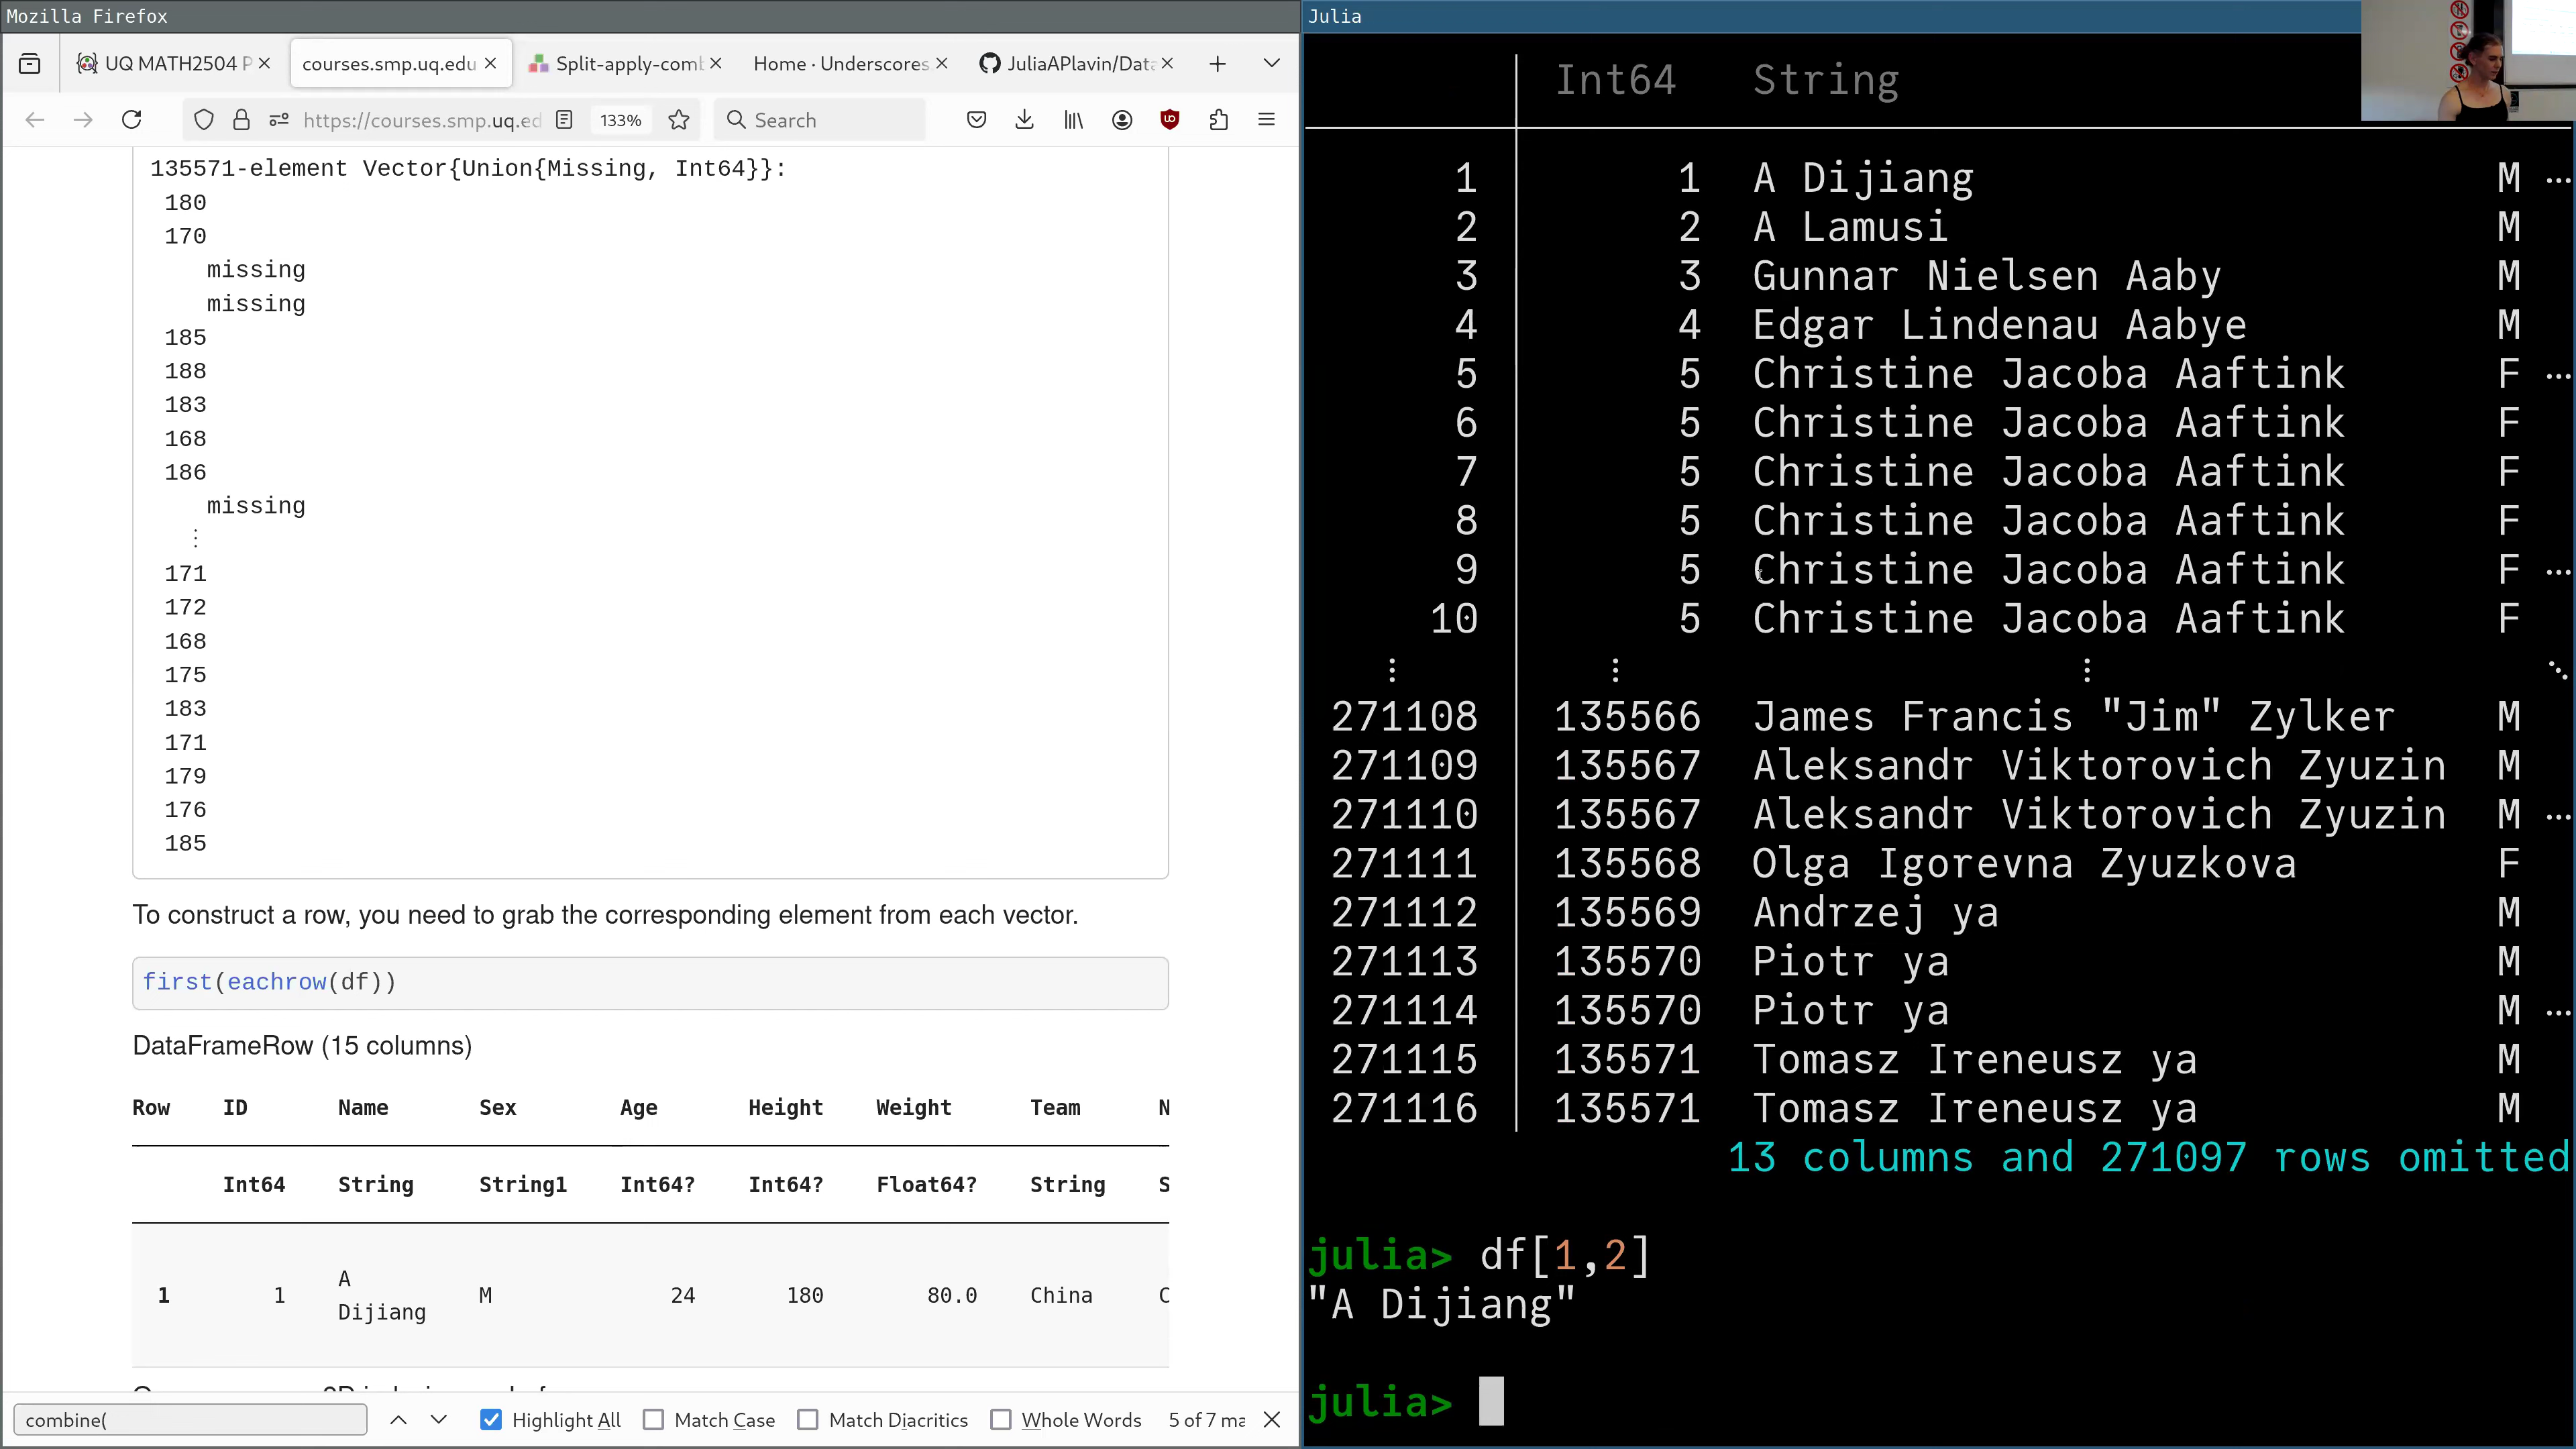 Mozilla Firefox
UQ MATH2504 P
courses.smp.uq.edu
Split-apply-comb
Home · Underscores.
JuliaAPlavin/Data
https://courses.smp.uq.ed
133%
Search
135571-element Vector{Union{Missing, Int64}}:
180
170
missing
missing
185
188
183
168
186
missing
⋮
171
172
168
175
183
171
179
176
185
To construct a row, you need to grab the corresponding element from each vector.
first(eachrow(df))
DataFrameRow (15 columns)
Row ID Name Sex Age Height Weight Team N
Int64 String String1 Int64? Int64? Float64? String S
1 1 A Dijiang M 24 180 80.0 China C
combine(
Highlight All
Match Case
Match Diacritics
Whole Words
5 of 7 ma
Julia
Int64 String
1 1 A Dijiang M …
2 2 A Lamusi M
3 3 Gunnar Nielsen Aaby M
4 4 Edgar Lindenau Aabye M
5 5 Christine Jacoba Aaftink F …
6 5 Christine Jacoba Aaftink F
7 5 Christine Jacoba Aaftink F
8 5 Christine Jacoba Aaftink F
9 5 Christine Jacoba Aaftink F …
10 5 Christine Jacoba Aaftink F
⋮ ⋮ ⋮ ⋱
271108 135566 James Francis "Jim" Zylker M
271109 135567 Aleksandr Viktorovich Zyuzin M
271110 135567 Aleksandr Viktorovich Zyuzin M …
271111 135568 Olga Igorevna Zyuzkova F
271112 135569 Andrzej ya M
271113 135570 Piotr ya M
271114 135570 Piotr ya M …
271115 135571 Tomasz Ireneusz ya M
271116 135571 Tomasz Ireneusz ya M
13 columns and 271097 rows omitted
julia> df[1,2]
"A Dijiang"
julia>